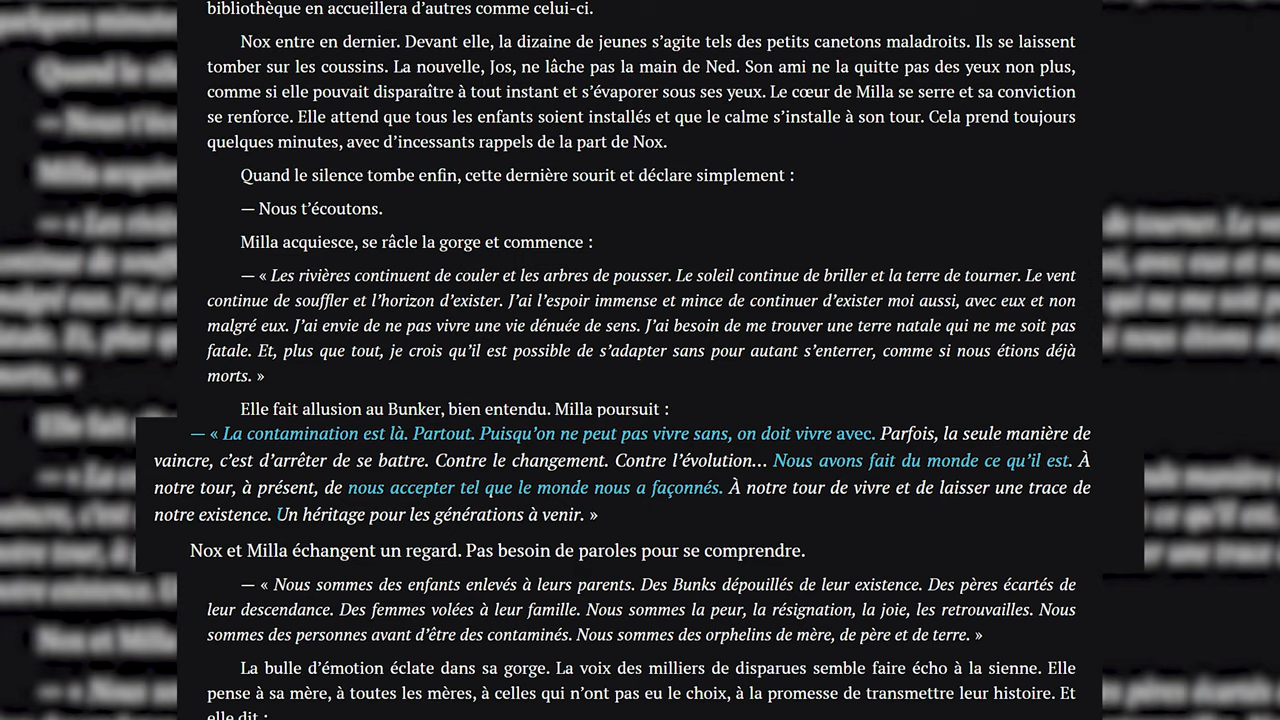 bibliothèque en accueillera d’autres comme celui-ci.
Nox entre en dernier. Devant elle, la dizaine de jeunes s’agite tels des petits canetons maladroits. Ils se laissent
tomber sur les coussins. La nouvelle, Jos, ne lâche pas la main de Ned. Son ami ne la quitte pas des yeux non plus,
comme si elle pouvait disparaître à tout instant et s’évaporer sous ses yeux. Le cœur de Milla se serre et sa conviction
se renforce. Elle attend que tous les enfants soient installés et que le calme s’installe à son tour. Cela prend toujours
quelques minutes, avec d’incessants rappels de la part de Nox.
Quand le silence tombe enfin, cette dernière sourit et déclare simplement :
— Nous t’écoutons.
Milla acquiesce, se râcle la gorge et commence :
— « Les rivières continuent de couler et les arbres de pousser. Le soleil continue de briller et la terre de tourner. Le vent
continue de souffler et l’horizon d’exister. J’ai l’espoir immense et mince de continuer d’exister moi aussi, avec eux et non
malgré eux. J’ai envie de ne pas vivre une vie dénuée de sens. J’ai besoin de me trouver une terre natale qui ne me soit pas
fatale. Et, plus que tout, je crois qu’il est possible de s’adapter sans pour autant s’enterrer, comme si nous étions déjà
morts. »
Elle fait allusion au Bunker, bien entendu. Milla poursuit :
— « La contamination est là. Partout. Puisqu’on ne peut pas vivre sans, on doit vivre avec. Parfois, la seule manière de
vaincre, c’est d’arrêter de se battre. Contre le changement. Contre l’évolution… Nous avons fait du monde ce qu’il est. À
notre tour, à présent, de nous accepter tel que le monde nous a façonnés. À notre tour de vivre et de laisser une trace de
notre existence. Un héritage pour les générations à venir. »
Nox et Milla échangent un regard. Pas besoin de paroles pour se comprendre.
— « Nous sommes des enfants enlevés à leurs parents. Des Bunks dépouillés de leur existence. Des pères écartés de
leur descendance. Des femmes volées à leur famille. Nous sommes la peur, la résignation, la joie, les retrouvailles. Nous
sommes des personnes avant d’être des contaminés. Nous sommes des orphelins de mère, de père et de terre. »
La bulle d’émotion éclate dans sa gorge. La voix des milliers de disparues semble faire écho à la sienne. Elle
pense à sa mère, à toutes les mères, à celles qui n’ont pas eu le choix, à la promesse de transmettre leur histoire. Et
elle dit :